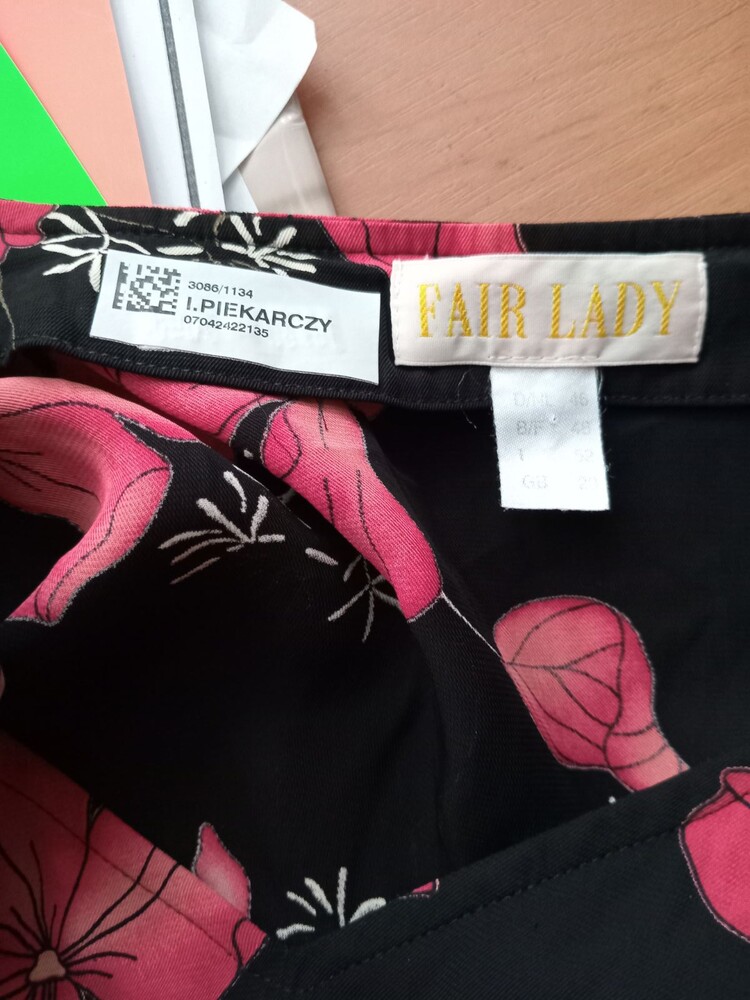 3086/1134
I.PIEKARCZY
07042422135
FAIR LADY
D/NL 46
B/F 48
I 52
GB